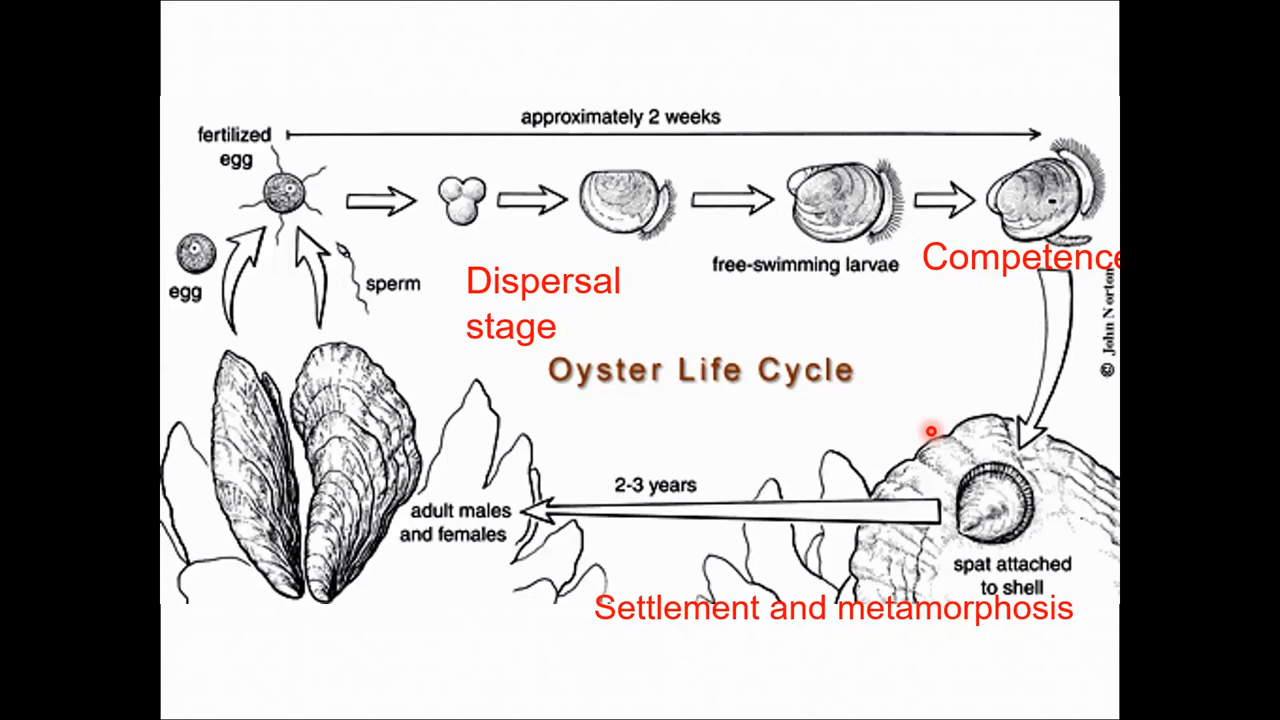 approximately 2 weeks
fertilized
egg
egg
sperm
free-swimming larvae
Competence
Dispersal
stage
© John Norton
Oyster Life Cycle
2-3 years
adult males
and females
spat attached
to shell
Settlement and metamorphosis